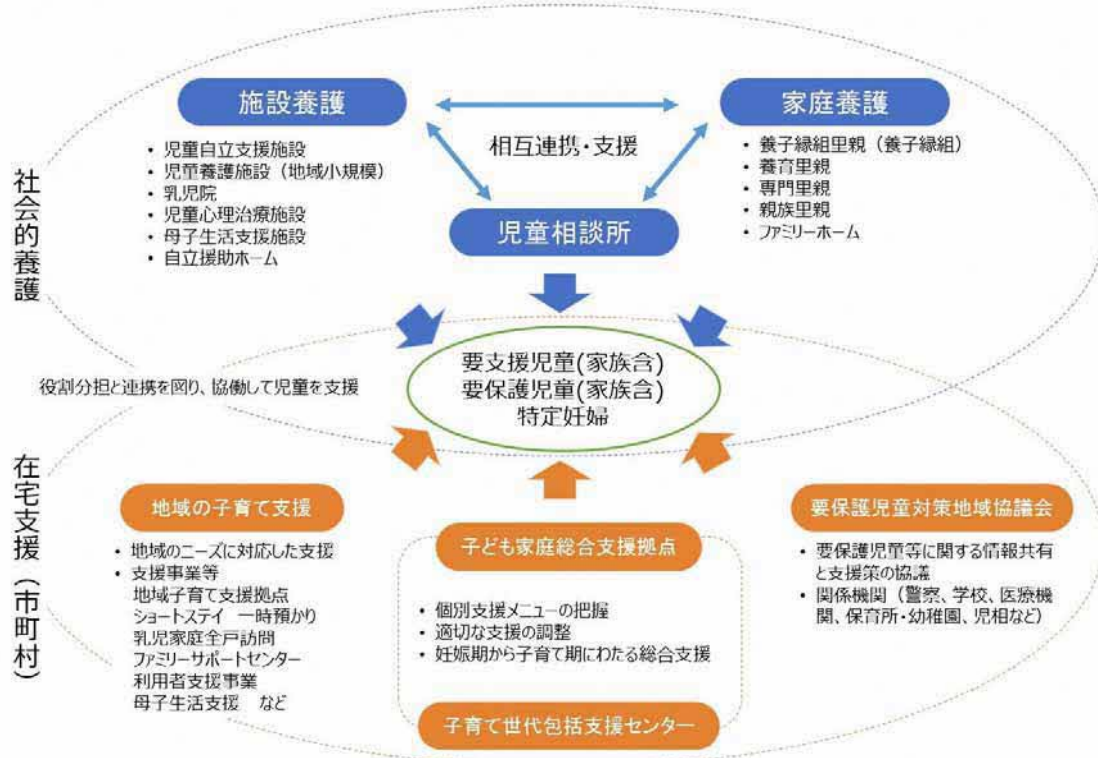 社会的養護
施設養護
・児童自立支援施設
・児童養護施設（地域小規模）
・乳児院
・児童心理治療施設
・母子生活支援施設
・自立援助ホーム
相互連携・支援
家庭養護
・養子縁組里親（養子縁組）
・養育里親
・専門里親
・親族里親
・ファミリーホーム
児童相談所
要支援児童(家族含)
要保護児童(家族含)
特定妊婦
役割分担と連携を図り、協働して児童を支援
在宅支援（市町村）
地域の子育て支援
・地域のニーズに対応した支援
・支援事業等
地域子育て支援拠点
ショートステイ 一時預かり
乳児家庭全戸訪問
ファミリーサポートセンター
利用者支援事業
母子生活支援 など
子ども家庭総合支援拠点
・個別支援メニューの把握
・適切な支援の調整
・妊娠期から子育て期にわたる総合支援
子育て世代包括支援センター
要保護児童対策地域協議会
・要保護児童等に関する情報共有
と支援策の協議
・関係機関（警察、学校、医療機
関、保育所・幼稚園、児相など）